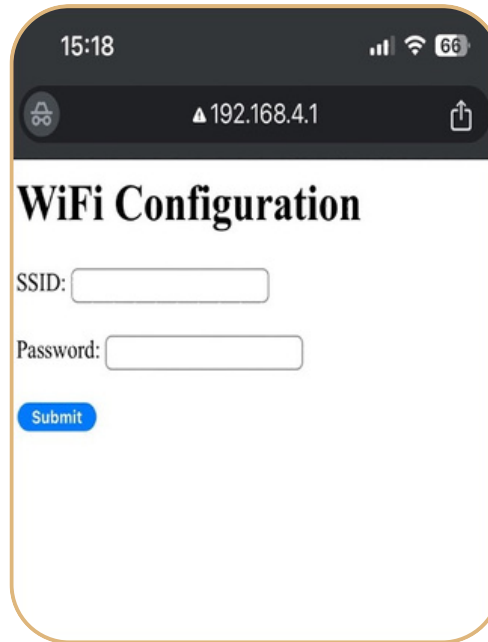 15:18
66
192.168.4.1
WiFi Configuration
SSID:
Password:
Submit